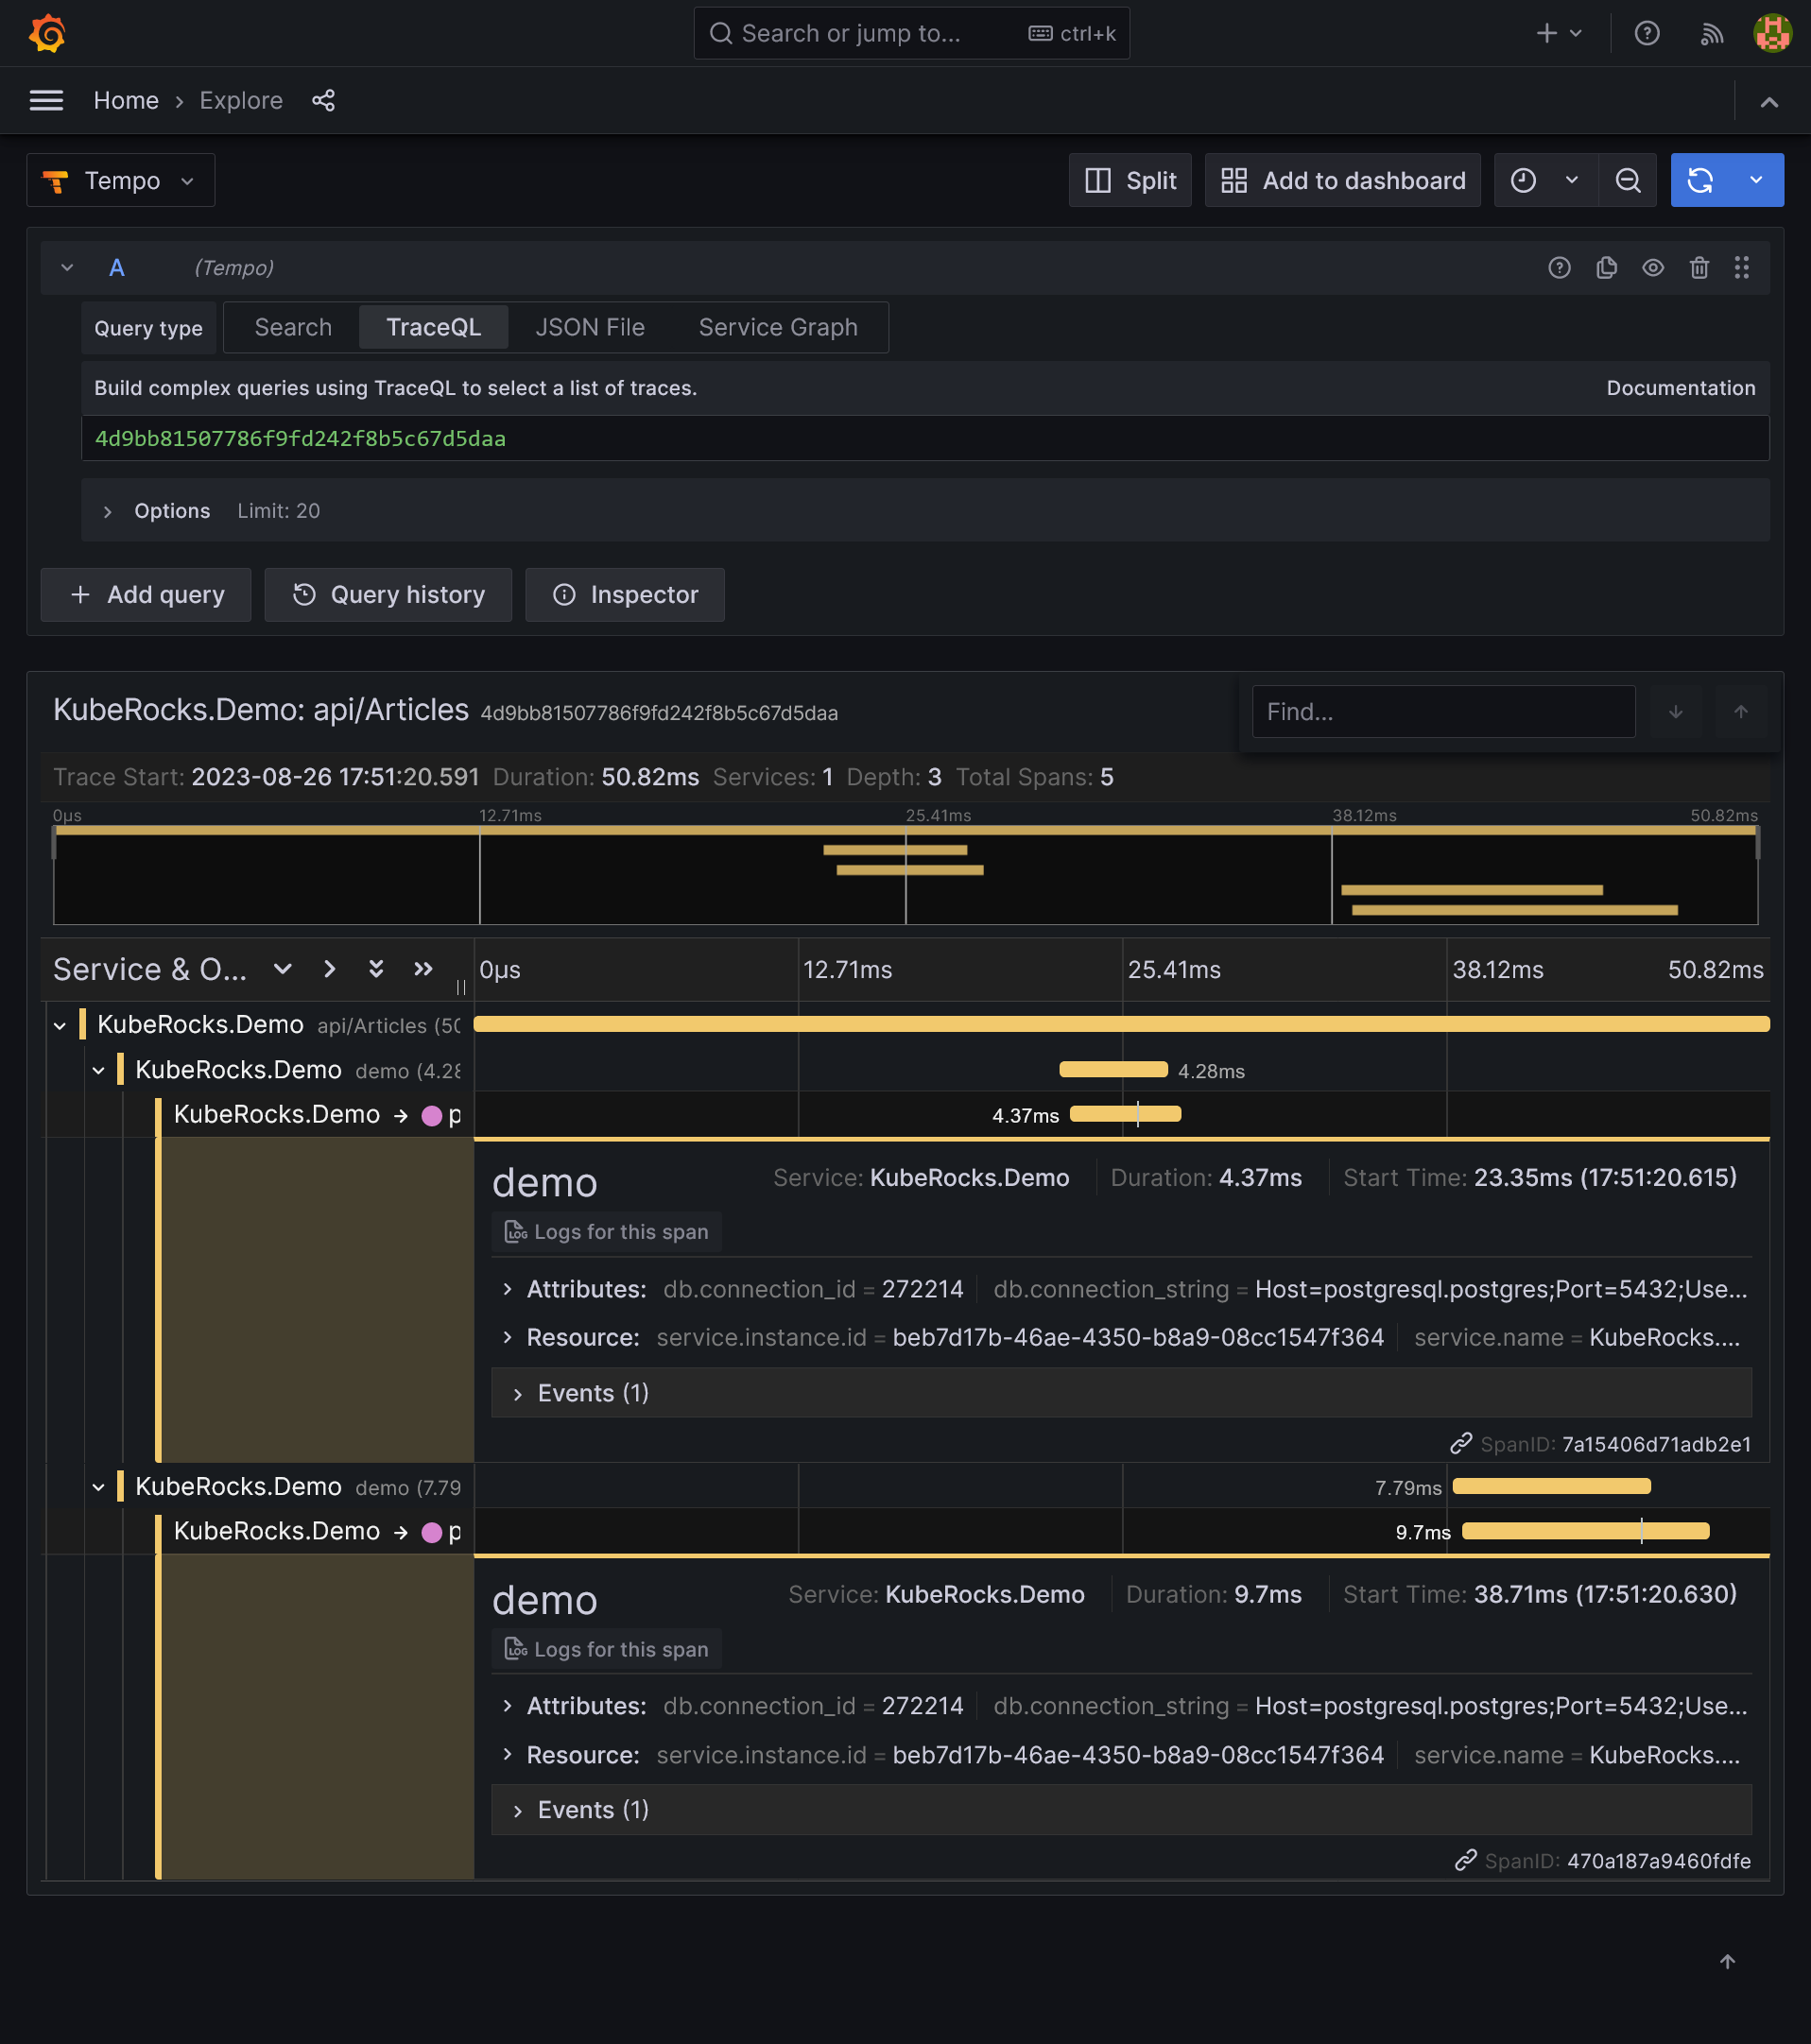 Search or jump to... ctrl+k
Home › Explore
Tempo Split Add to dashboard
A (Tempo)
Query type Search TraceQL JSON File Service Graph
Build complex queries using TraceQL to select a list of traces. Documentation
4d9bb81507786f9fd242f8b5c67d5daa
Options Limit: 20
+ Add query Query history Inspector
KubeRocks.Demo: api/Articles 4d9bb81507786f9fd242f8b5c67d5daa Find...
Trace Start: 2023-08-26 17:51:20.591 Duration: 50.82ms Services: 1 Depth: 3 Total Spans: 5
0μs 12.71ms 25.41ms 38.12ms 50.82ms
Service & O... 0μs 12.71ms 25.41ms 38.12ms 50.82ms
KubeRocks.Demo api/Articles (50
KubeRocks.Demo demo (4.28 4.28ms
KubeRocks.Demo → p 4.37ms
demo Service: KubeRocks.Demo Duration: 4.37ms Start Time: 23.35ms (17:51:20.615)
LOG Logs for this span
Attributes: db.connection_id = 272214 db.connection_string = Host=postgresql.postgres;Port=5432;Use...
Resource: service.instance.id = beb7d17b-46ae-4350-b8a9-08cc1547f364 service.name = KubeRocks....
Events (1)
SpanID: 7a15406d71adb2e1
KubeRocks.Demo demo (7.79 7.79ms
KubeRocks.Demo → p 9.7ms
demo Service: KubeRocks.Demo Duration: 9.7ms Start Time: 38.71ms (17:51:20.630)
LOG Logs for this span
Attributes: db.connection_id = 272214 db.connection_string = Host=postgresql.postgres;Port=5432;Use...
Resource: service.instance.id = beb7d17b-46ae-4350-b8a9-08cc1547f364 service.name = KubeRocks....
Events (1)
SpanID: 470a187a9460fdfe